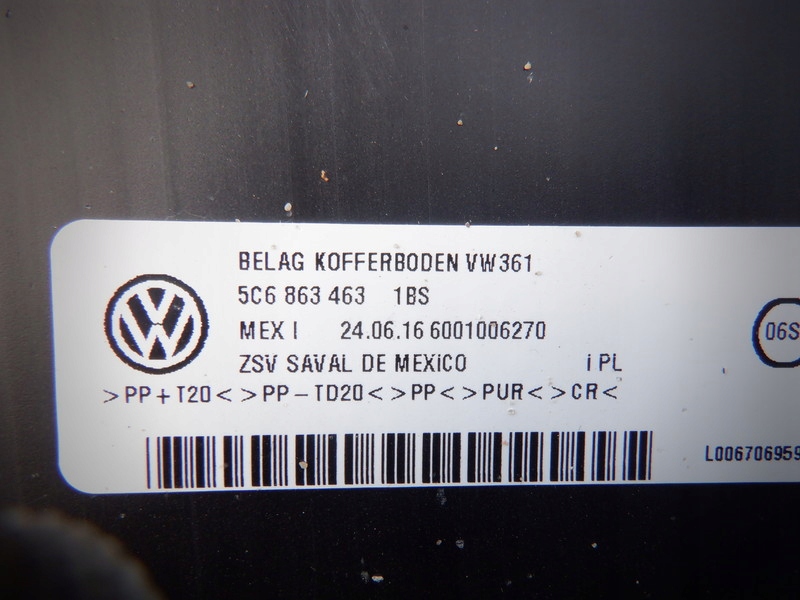 BELAG KOFFERBODEN VW361
5C6 863 463 1BS
MEX I 24.06.16 6001006270
06S
ZSV SAVAL DE MEXICO i PL
>PP+T20<>PP-TD20<>PP<>PUR<>CR<
L006706959